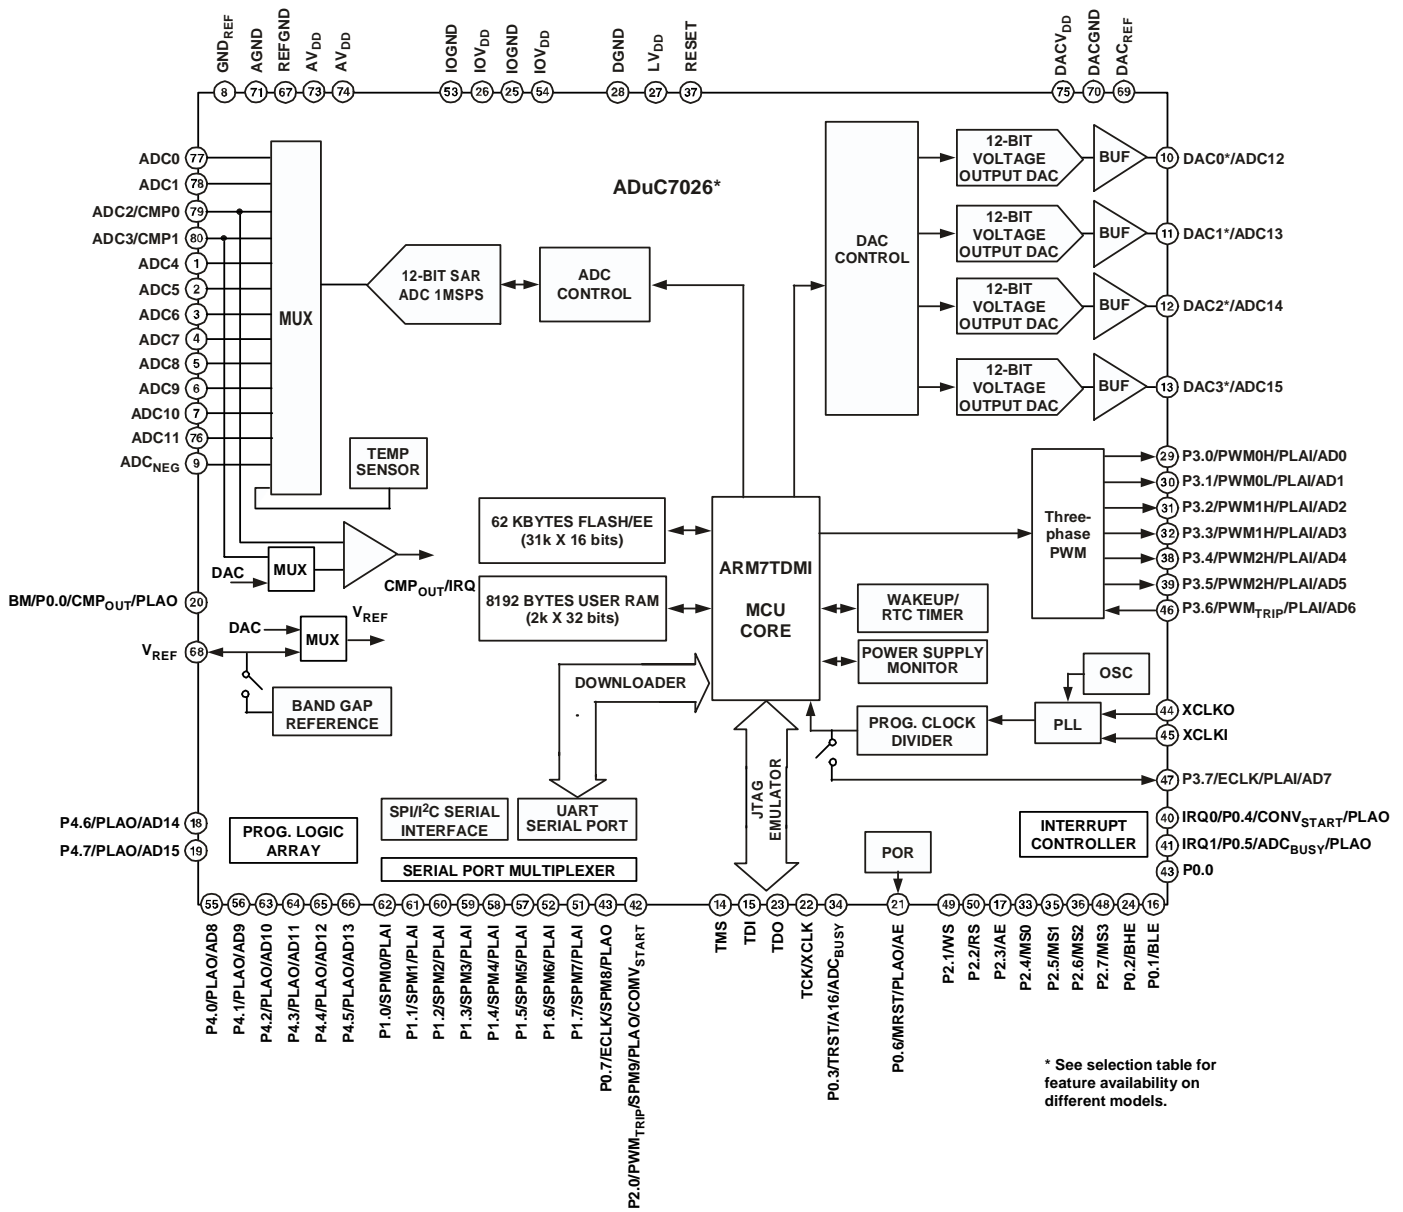 GND_REF
AGND
REFGND
AV_DD
AV_DD
IOGND
IOV_DD
IOGND
IOV_DD
DGND
LV_DD
RESET
DACV_DD
DACGND
DAC_REF
8
71
67
73
74
53
26
25
54
28
27
37
75
70
69
ADuC7026*
ADC0 77
ADC1 78
ADC2/CMP0 79
ADC3/CMP1 80
ADC4 1
ADC5 2
ADC6 3
ADC7 4
ADC8 5
ADC9 6
ADC10 7
ADC11 76
ADC_NEG 9
MUX
12-BIT SAR
ADC 1MSPS
ADC
CONTROL
TEMP
SENSOR
DAC
CONTROL
12-BIT
VOLTAGE
OUTPUT DAC
BUF
10 DAC0*/ADC12
12-BIT
VOLTAGE
OUTPUT DAC
BUF
11 DAC1*/ADC13
12-BIT
VOLTAGE
OUTPUT DAC
BUF
12 DAC2*/ADC14
12-BIT
VOLTAGE
OUTPUT DAC
BUF
13 DAC3*/ADC15
62 KBYTES FLASH/EE
(31k X 16 bits)
8192 BYTES USER RAM
(2k X 32 bits)
ARM7TDMI
MCU
CORE
Three-
phase
PWM
29 P3.0/PWM0H/PLAI/AD0
30 P3.1/PWM0L/PLAI/AD1
31 P3.2/PWM1H/PLAI/AD2
32 P3.3/PWM1H/PLAI/AD3
38 P3.4/PWM2H/PLAI/AD4
39 P3.5/PWM2H/PLAI/AD5
46 P3.6/PWM_TRIP/PLAI/AD6
DAC
MUX
CMP_OUT/IRQ
BM/P0.0/CMP_OUT/PLAO 20
DAC
MUX
V_REF
V_REF 68
BAND GAP
REFERENCE
WAKEUP/
RTC TIMER
POWER SUPPLY
MONITOR
PROG. CLOCK
DIVIDER
OSC
PLL
44 XCLKO
45 XCLKI
47 P3.7/ECLK/PLAI/AD7
DOWNLOADER
JTAG
EMULATOR
P4.6/PLAO/AD14 18
P4.7/PLAO/AD15 19
PROG. LOGIC
ARRAY
SPI/I2C SERIAL
INTERFACE
UART
SERIAL PORT
SERIAL PORT MULTIPLEXER
POR
INTERRUPT
CONTROLLER
40 IRQ0/P0.4/CONV_START/PLAO
41 IRQ1/P0.5/ADC_BUSY/PLAO
43 P0.0
55
56
63
64
65
66
62
61
60
59
58
57
52
51
43
42
14
15
23
22
34
21
49
50
17
33
35
36
48
24
16
P4.0/PLAO/AD8
P4.1/PLAO/AD9
P4.2/PLAO/AD10
P4.3/PLAO/AD11
P4.4/PLAO/AD12
P4.5/PLAO/AD13
P1.0/SPM0/PLAI
P1.1/SPM1/PLAI
P1.2/SPM2/PLAI
P1.3/SPM3/PLAI
P1.4/SPM4/PLAI
P1.5/SPM5/PLAI
P1.6/SPM6/PLAI
P1.7/SPM7/PLAI
P0.7/ECLK/SPM8/PLAO
P2.0/PWM_TRIP/SPM9/PLAO/COMV_START
TMS
TDI
TDO
TCK/XCLK
P0.3/TRST/A16/ADC_BUSY
P0.6/MRST/PLAO/AE
P2.1/WS
P2.2/RS
P2.3/AE
P2.4/MS0
P2.5/MS1
P2.6/MS2
P2.7/MS3
P0.2/BHE
P0.1/BLE
* See selection table for
feature availability on
different models.